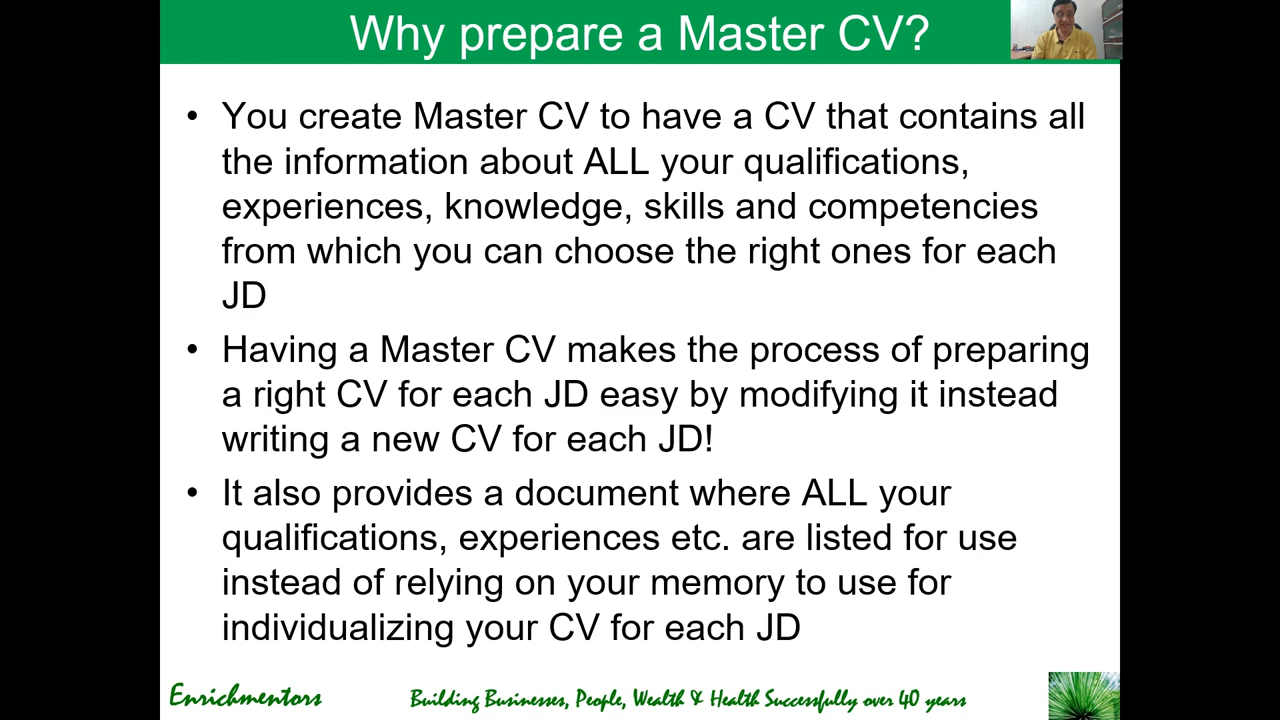 Why prepare a Master CV?
• You create Master CV to have a CV that contains all
the information about ALL your qualifications,
experiences, knowledge, skills and competencies
from which you can choose the right ones for each
JD
• Having a Master CV makes the process of preparing
a right CV for each JD easy by modifying it instead
writing a new CV for each JD!
• It also provides a document where ALL your
qualifications, experiences etc. are listed for use
instead of relying on your memory to use for
individualizing your CV for each JD
Enrichmentors
Building Businesses, People, Wealth & Health Successfully over 40 years